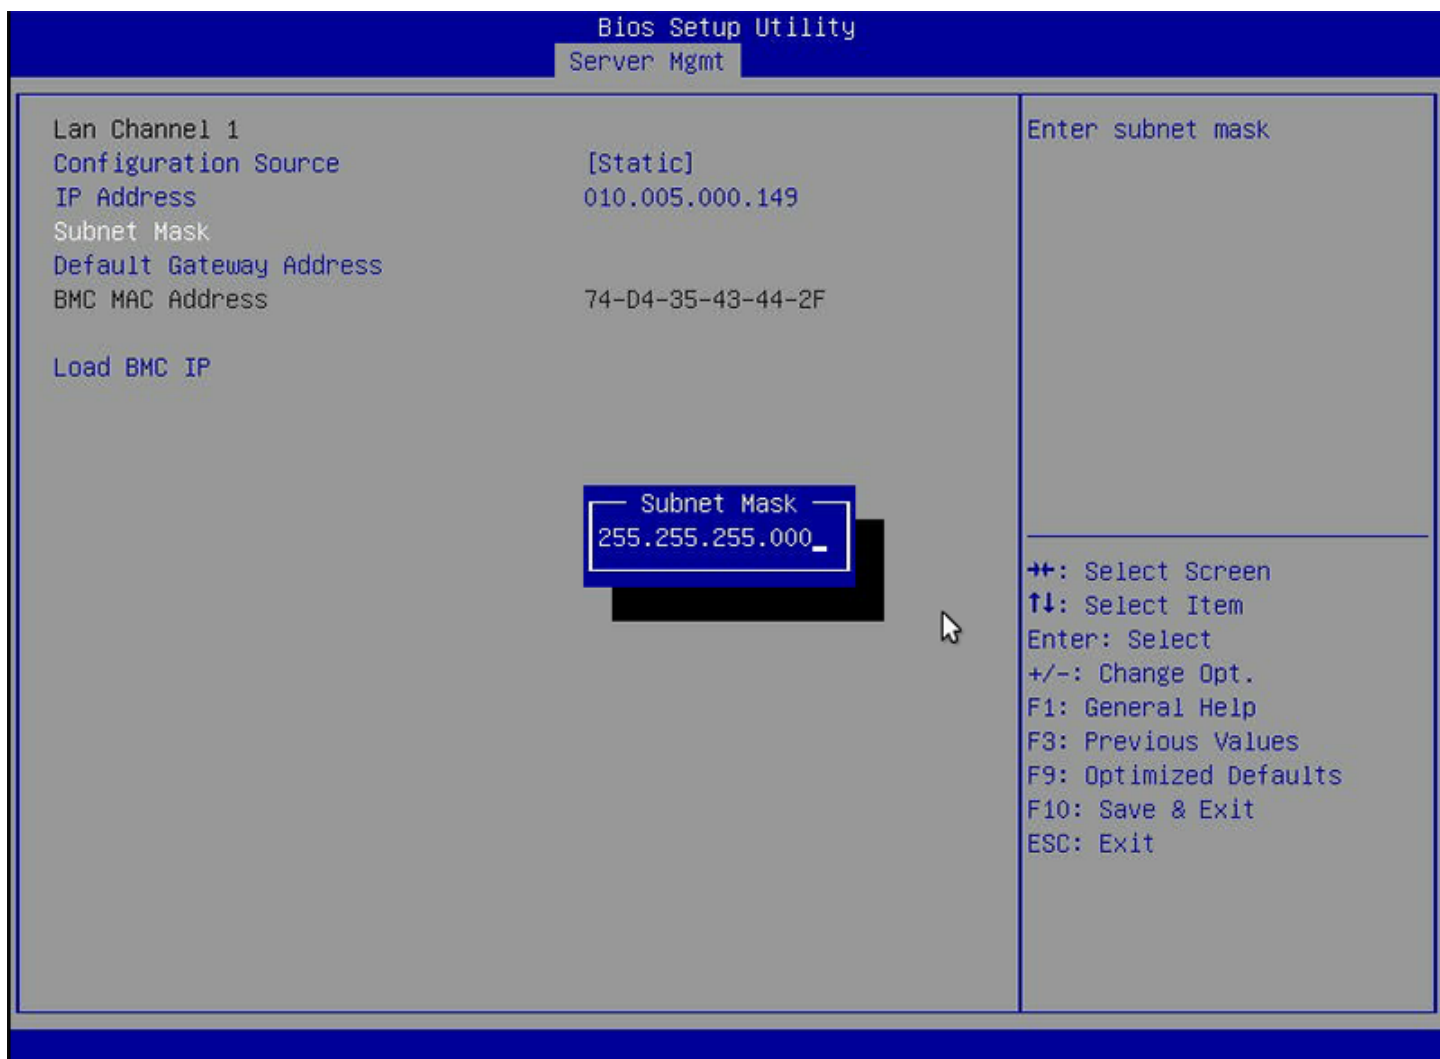 Bios Setup Utility
Server Mgmt
Lan Channel 1
Configuration Source [Static]
IP Address 010.005.000.149
Subnet Mask
Default Gateway Address
BMC MAC Address 74-D4-35-43-44-2F
Load BMC IP
Subnet Mask
255.255.255.000_
Enter subnet mask
→←: Select Screen
↑↓: Select Item
Enter: Select
+/-: Change Opt.
F1: General Help
F3: Previous Values
F9: Optimized Defaults
F10: Save & Exit
ESC: Exit